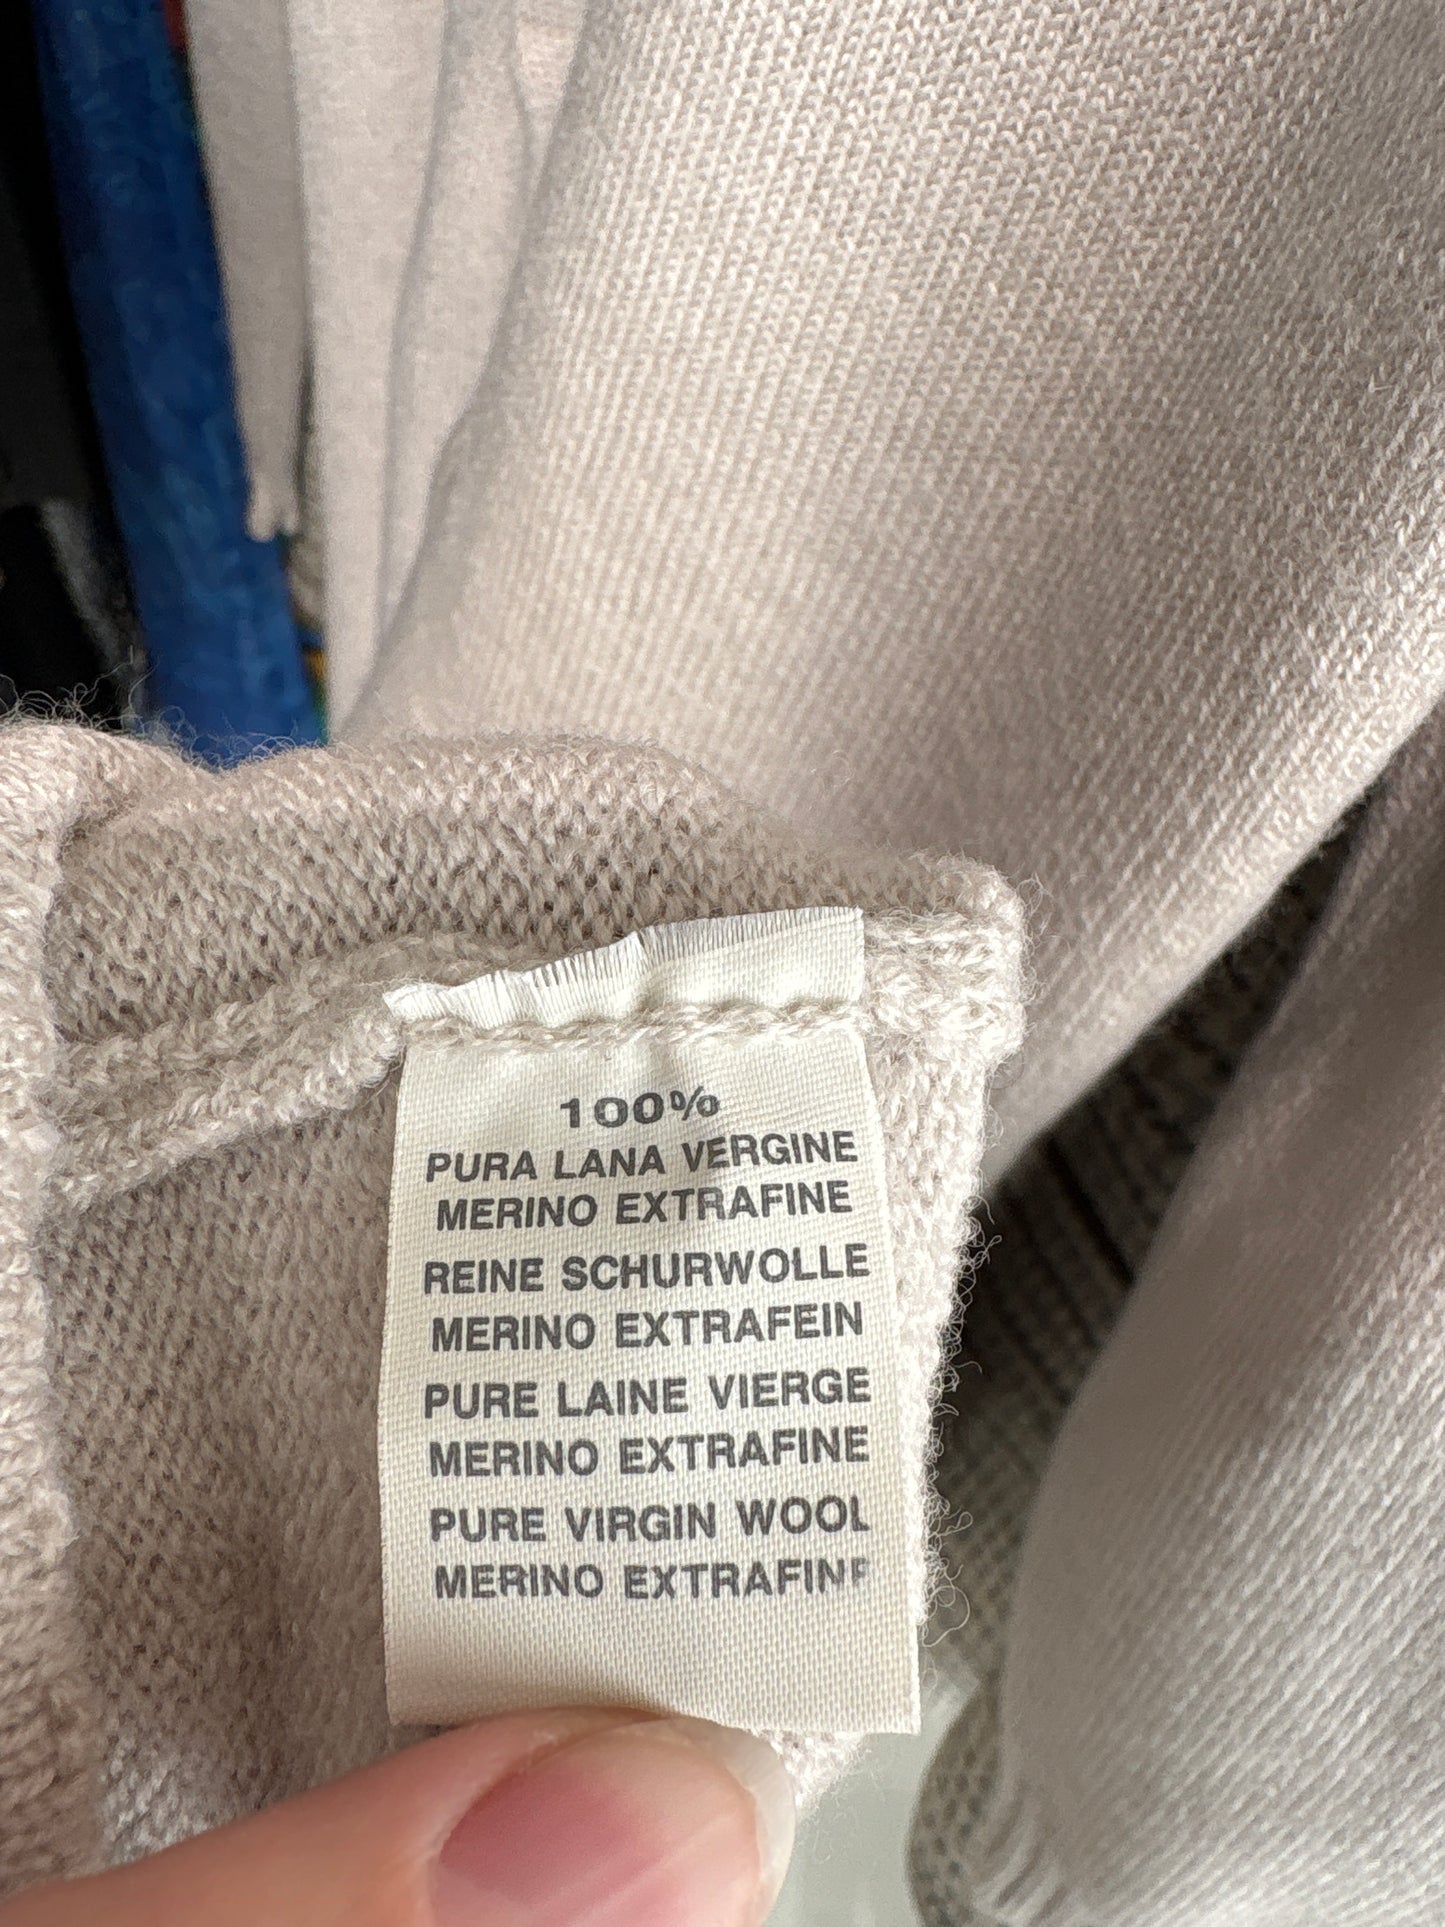 100%
PURA LANA VERGINE
MERINO EXTRAFINE
REINE SCHURWOLLE
MERINO EXTRAFEIN
PURE LAINE VIERGE
MERINO EXTRAFINE
PURE VIRGIN WOOL
MERINO EXTRAFINE